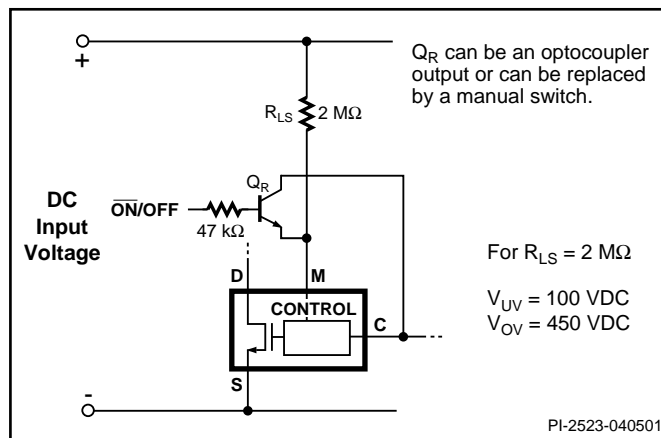 +
Q_R can be an optocoupler
output or can be replaced
by a manual switch.
R_LS 2 MΩ
Q_R
DC
Input
Voltage
O̅N̅/OFF
47 kΩ
For R_LS = 2 MΩ
V_UV = 100 VDC
V_OV = 450 VDC
D M
CONTROL
C
S
-
PI-2523-040501